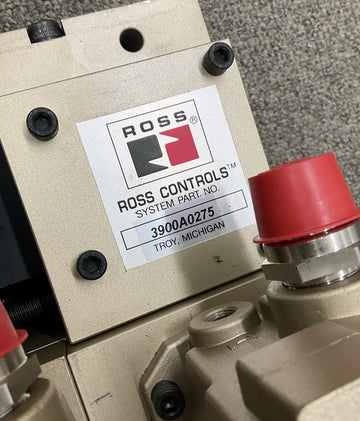 ROSS
ROSS CONTROLS™
SYSTEM PART. NO.
3900A0275
TROY, MICHIGAN